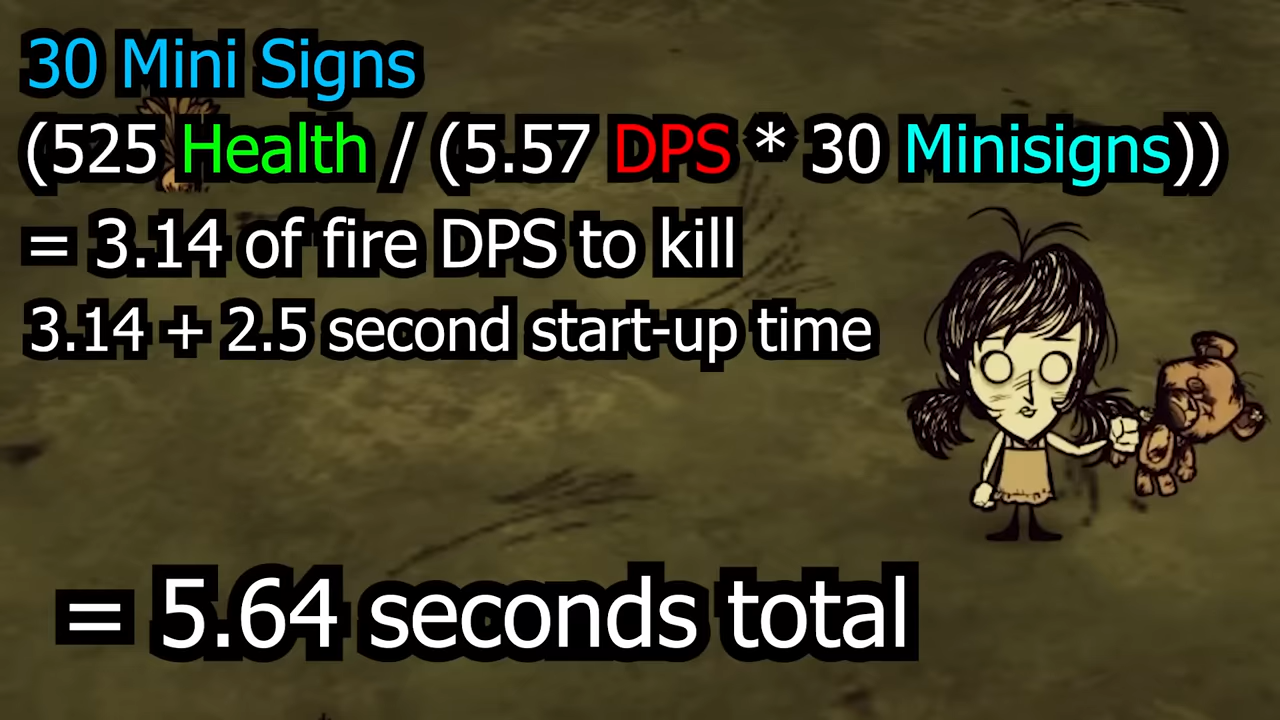 30 Mini Signs
(525 Health / (5.57 DPS * 30 Minisigns))
= 3.14 of fire DPS to kill
3.14 + 2.5 second start-up time
= 5.64 seconds total